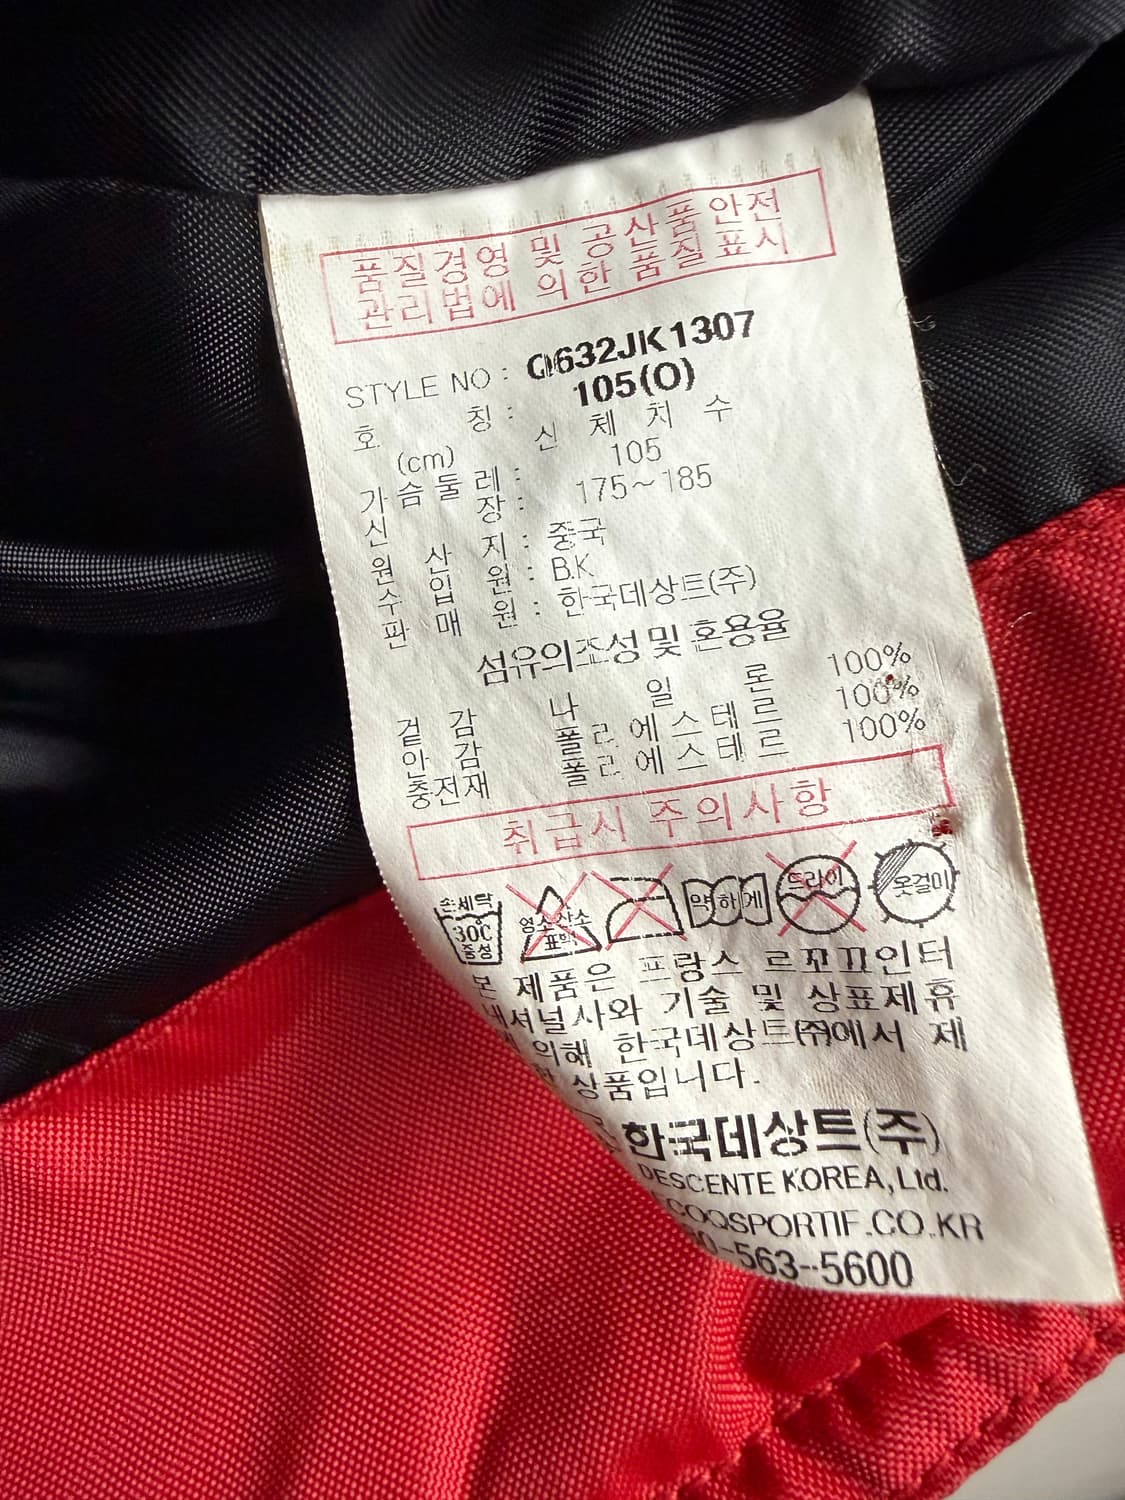 품질경영 및 공산품안전
관리법에 의한 품질표시
STYLE NO : Q632JK1307
호 칭 : 105(O)
(cm) 신 체 치 수
가 슴 둘 레 : 105
신 장 : 175~185
원 산 지 : 중국
수 입 원 : B.K
판 매 원 : 한국데상트(주)
섬유의조성 및 혼용율
겉 감 나 일 론 100%
안 감 폴 리 에 스 테 르 100%
충전재 폴 리 에 스 테 르 100%
취급시 주의사항
손세탁 30℃ 중성
염소산소 표백
약하게
드라이
옷걸이
본 제품은 프랑스 르꼬끄인터
내셔널사와 기술 및 상표제휴
의해 한국데상트(주)에서 제
상품입니다.
한국데상트(주)
DESCENTE KOREA, Ltd.
COQSPORTIF.CO.KR
0-563-5600